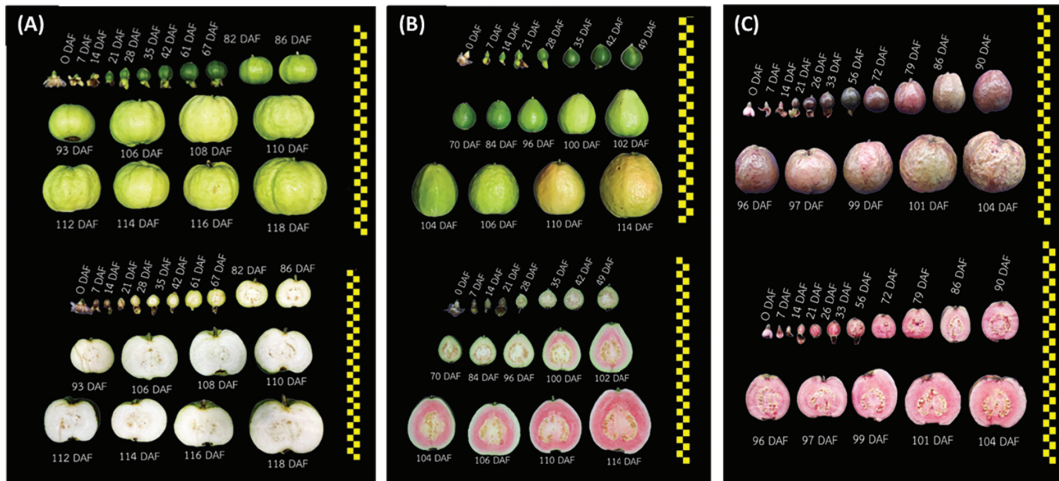 (A)
0 DAF
7 DAF
14 DAF
21 DAF
28 DAF
35 DAF
42 DAF
61 DAF
67 DAF
82 DAF
86 DAF
93 DAF
106 DAF
108 DAF
110 DAF
112 DAF
114 DAF
116 DAF
118 DAF
0 DAF
7 DAF
14 DAF
21 DAF
28 DAF
35 DAF
42 DAF
61 DAF
67 DAF
82 DAF
86 DAF
93 DAF
106 DAF
108 DAF
110 DAF
112 DAF
114 DAF
116 DAF
118 DAF
(B)
0 DAF
7 DAF
14 DAF
21 DAF
28 DAF
35 DAF
42 DAF
49 DAF
70 DAF
84 DAF
96 DAF
100 DAF
102 DAF
104 DAF
106 DAF
110 DAF
114 DAF
0 DAF
7 DAF
14 DAF
21 DAF
28 DAF
35 DAF
42 DAF
49 DAF
70 DAF
84 DAF
96 DAF
100 DAF
102 DAF
104 DAF
106 DAF
110 DAF
114 DAF
(C)
0 DAF
7 DAF
14 DAF
21 DAF
26 DAF
33 DAF
56 DAF
72 DAF
79 DAF
86 DAF
90 DAF
96 DAF
97 DAF
99 DAF
101 DAF
104 DAF
0 DAF
7 DAF
14 DAF
21 DAF
26 DAF
33 DAF
56 DAF
72 DAF
79 DAF
86 DAF
90 DAF
96 DAF
97 DAF
99 DAF
101 DAF
104 DAF